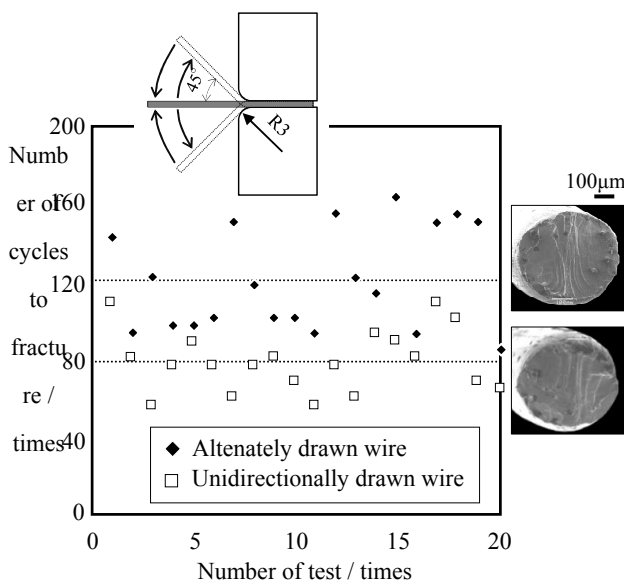 45°
R3
200
Numb
er of
160
cycles
120
to
fractu
80
re /
times
40
0
100μm
◆ Altenately drawn wire
□ Unidirectionally drawn wire
0 5 10 15 20
Number of test / times